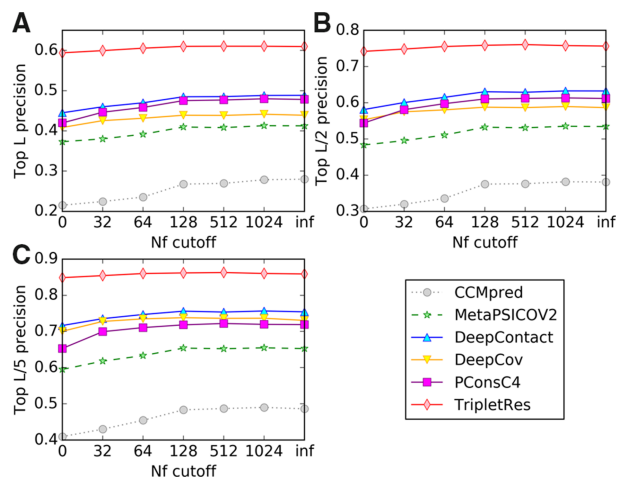 A
B
0.6
0.5
0.4
0.3
0.2
Top L precision
0 32 64 128 512 1024 inf
Nf cutoff
0.8
0.7
0.6
0.5
0.4
0.3
Top L/2 precision
0 32 64 128 512 1024 inf
Nf cutoff
C
0.9
0.8
0.7
0.6
0.5
0.4
Top L/5 precision
0 32 64 128 512 1024 inf
Nf cutoff
CCMpred
MetaPSICOV2
DeepContact
DeepCov
PConsC4
TripletRes